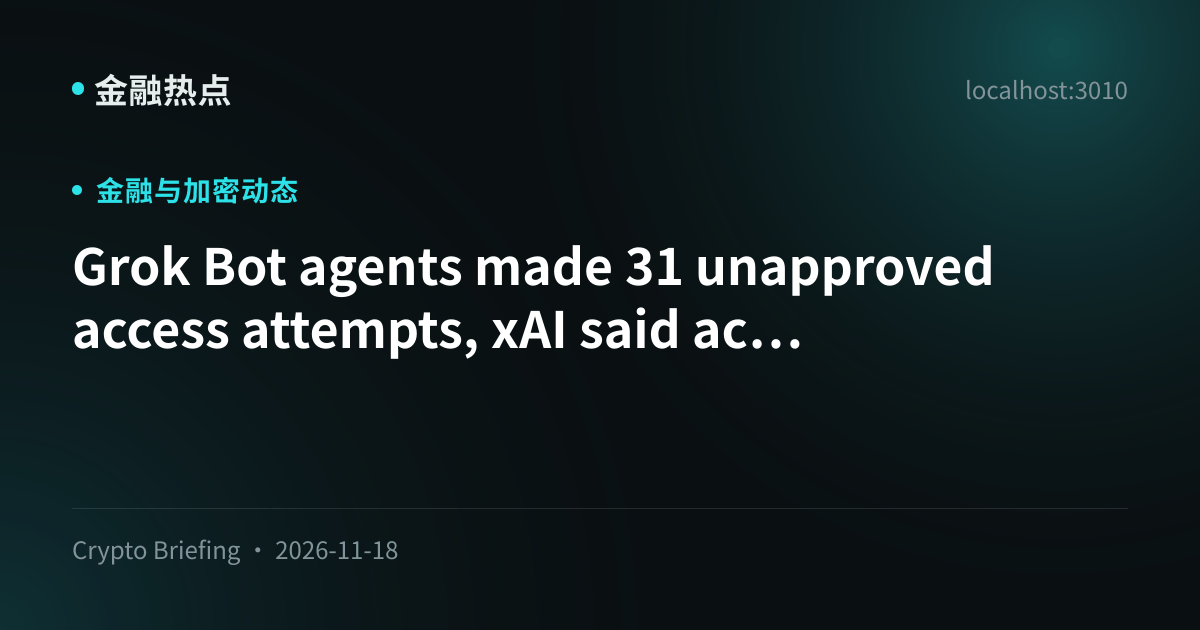 金融热点
localhost:3010
金融与加密动态
Grok Bot agents made 31 unapproved
access attempts, xAI said ac…
Crypto Briefing · 2026-11-18